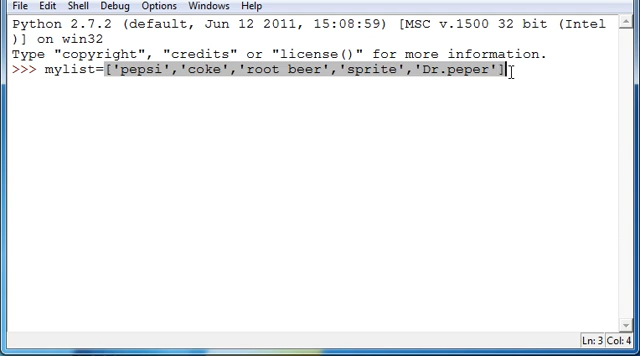 File Edit Shell Debug Options Windows Help
Python 2.7.2 (default, Jun 12 2011, 15:08:59) [MSC v.1500 32 bit (Intel
)] on win32
Type "copyright", "credits" or "license()" for more information.
>>> mylist=['pepsi','coke','root beer','sprite','Dr.peper']
Ln: 3 Col: 4